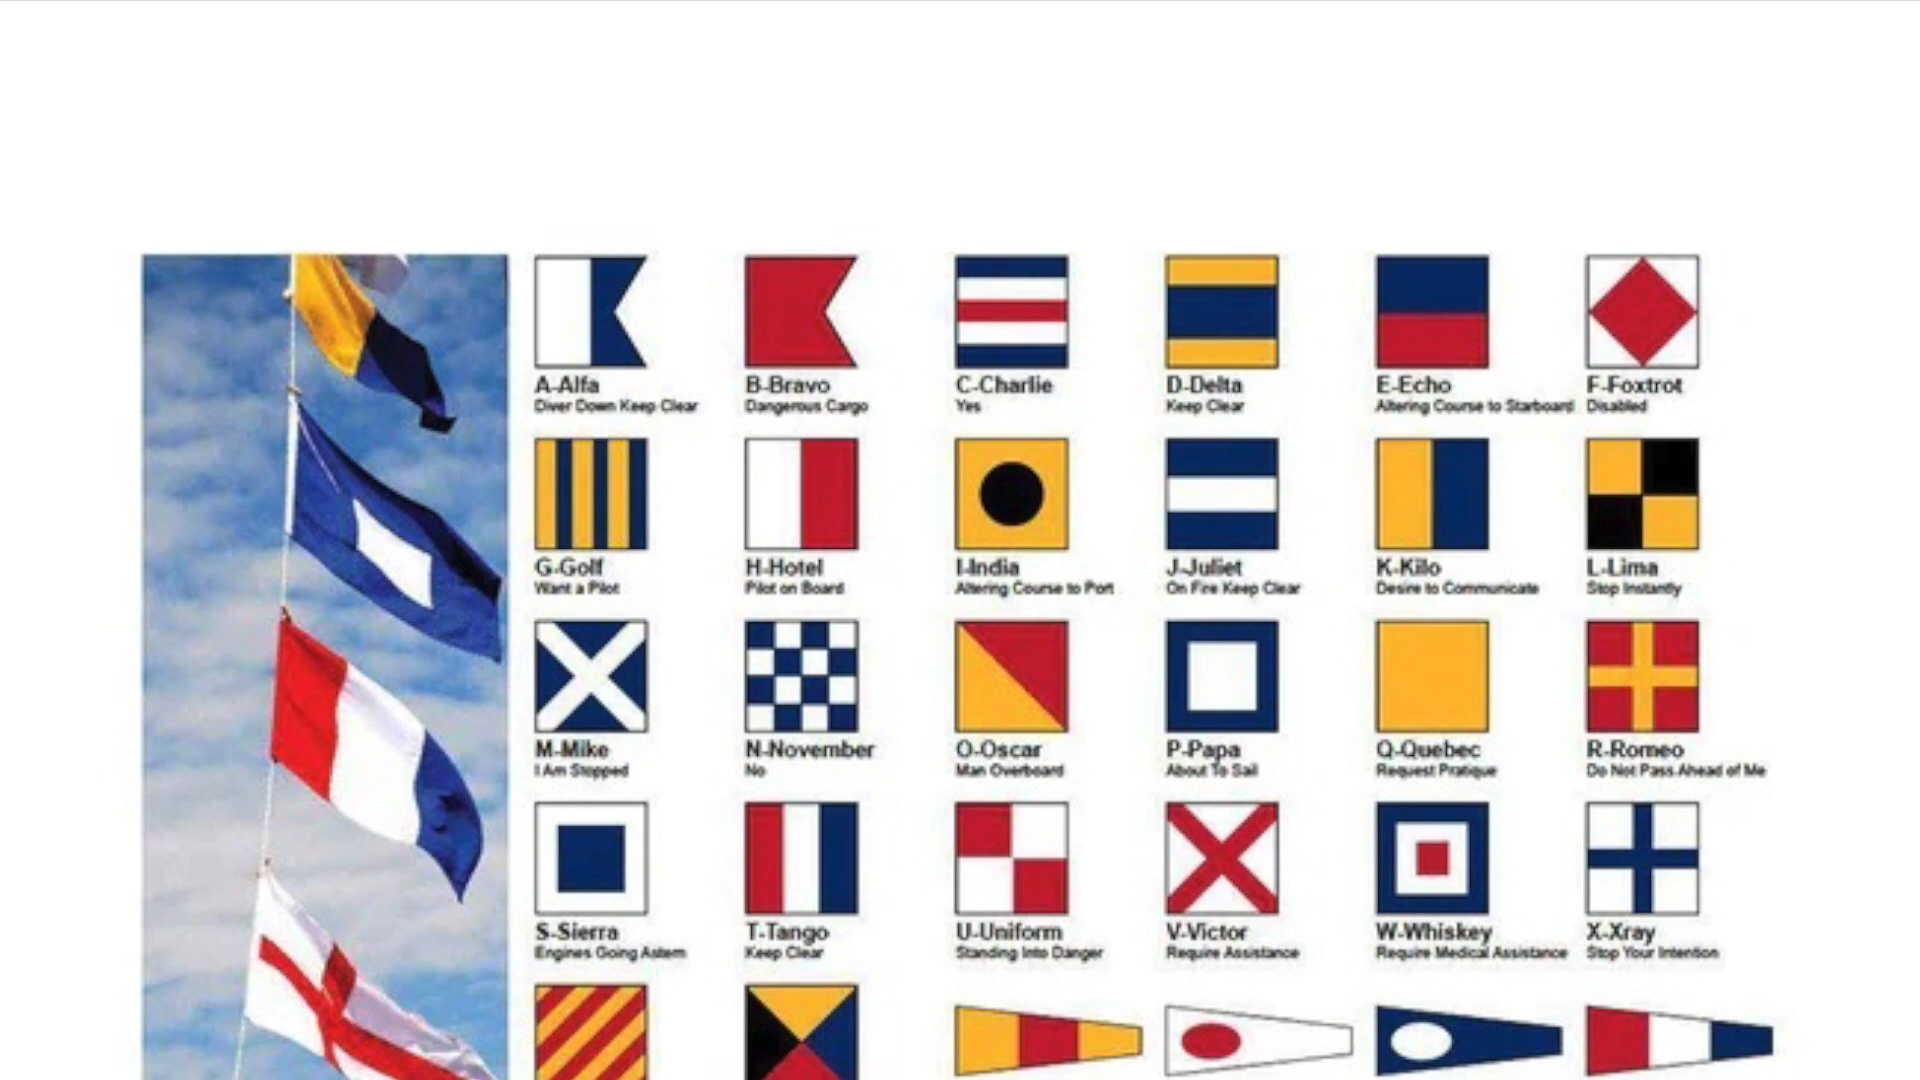 A-Alfa
Diver Down Keep Clear
B-Bravo
Dangerous Cargo
C-Charlie
Yes
D-Delta
Keep Clear
E-Echo
Altering Course to Starboard
F-Foxtrot
Disabled
G-Golf
Want a Pilot
H-Hotel
Pilot on Board
I-India
Altering Course to Port
J-Juliet
On Fire Keep Clear
K-Kilo
Desire to Communicate
L-Lima
Stop Instantly
M-Mike
I Am Stopped
N-November
No
O-Oscar
Man Overboard
P-Papa
About To Sail
Q-Quebec
Request Pratique
R-Romeo
Do Not Pass Ahead of Me
S-Sierra
Engines Going Astern
T-Tango
Keep Clear
U-Uniform
Standing Into Danger
V-Victor
Require Assistance
W-Whiskey
Require Medical Assistance
X-Xray
Stop Your Intention